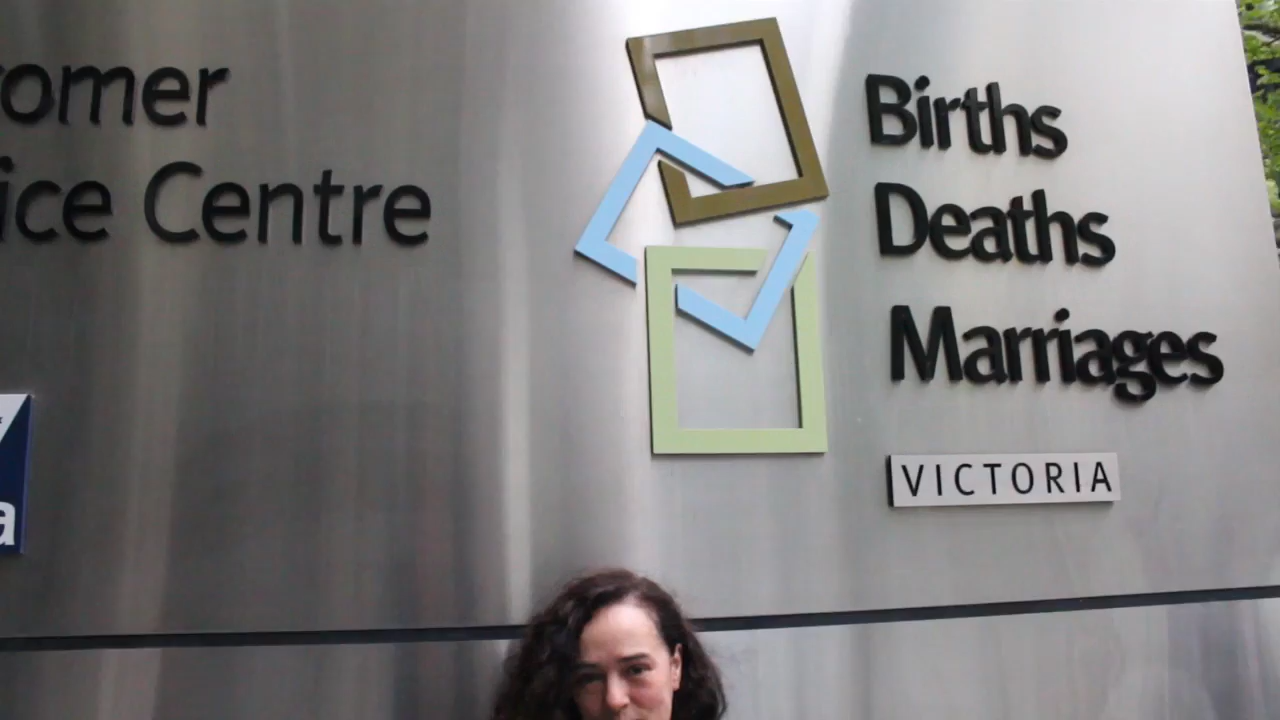 omer
ice Centre
a
Births
Deaths
Marriages
VICTORIA